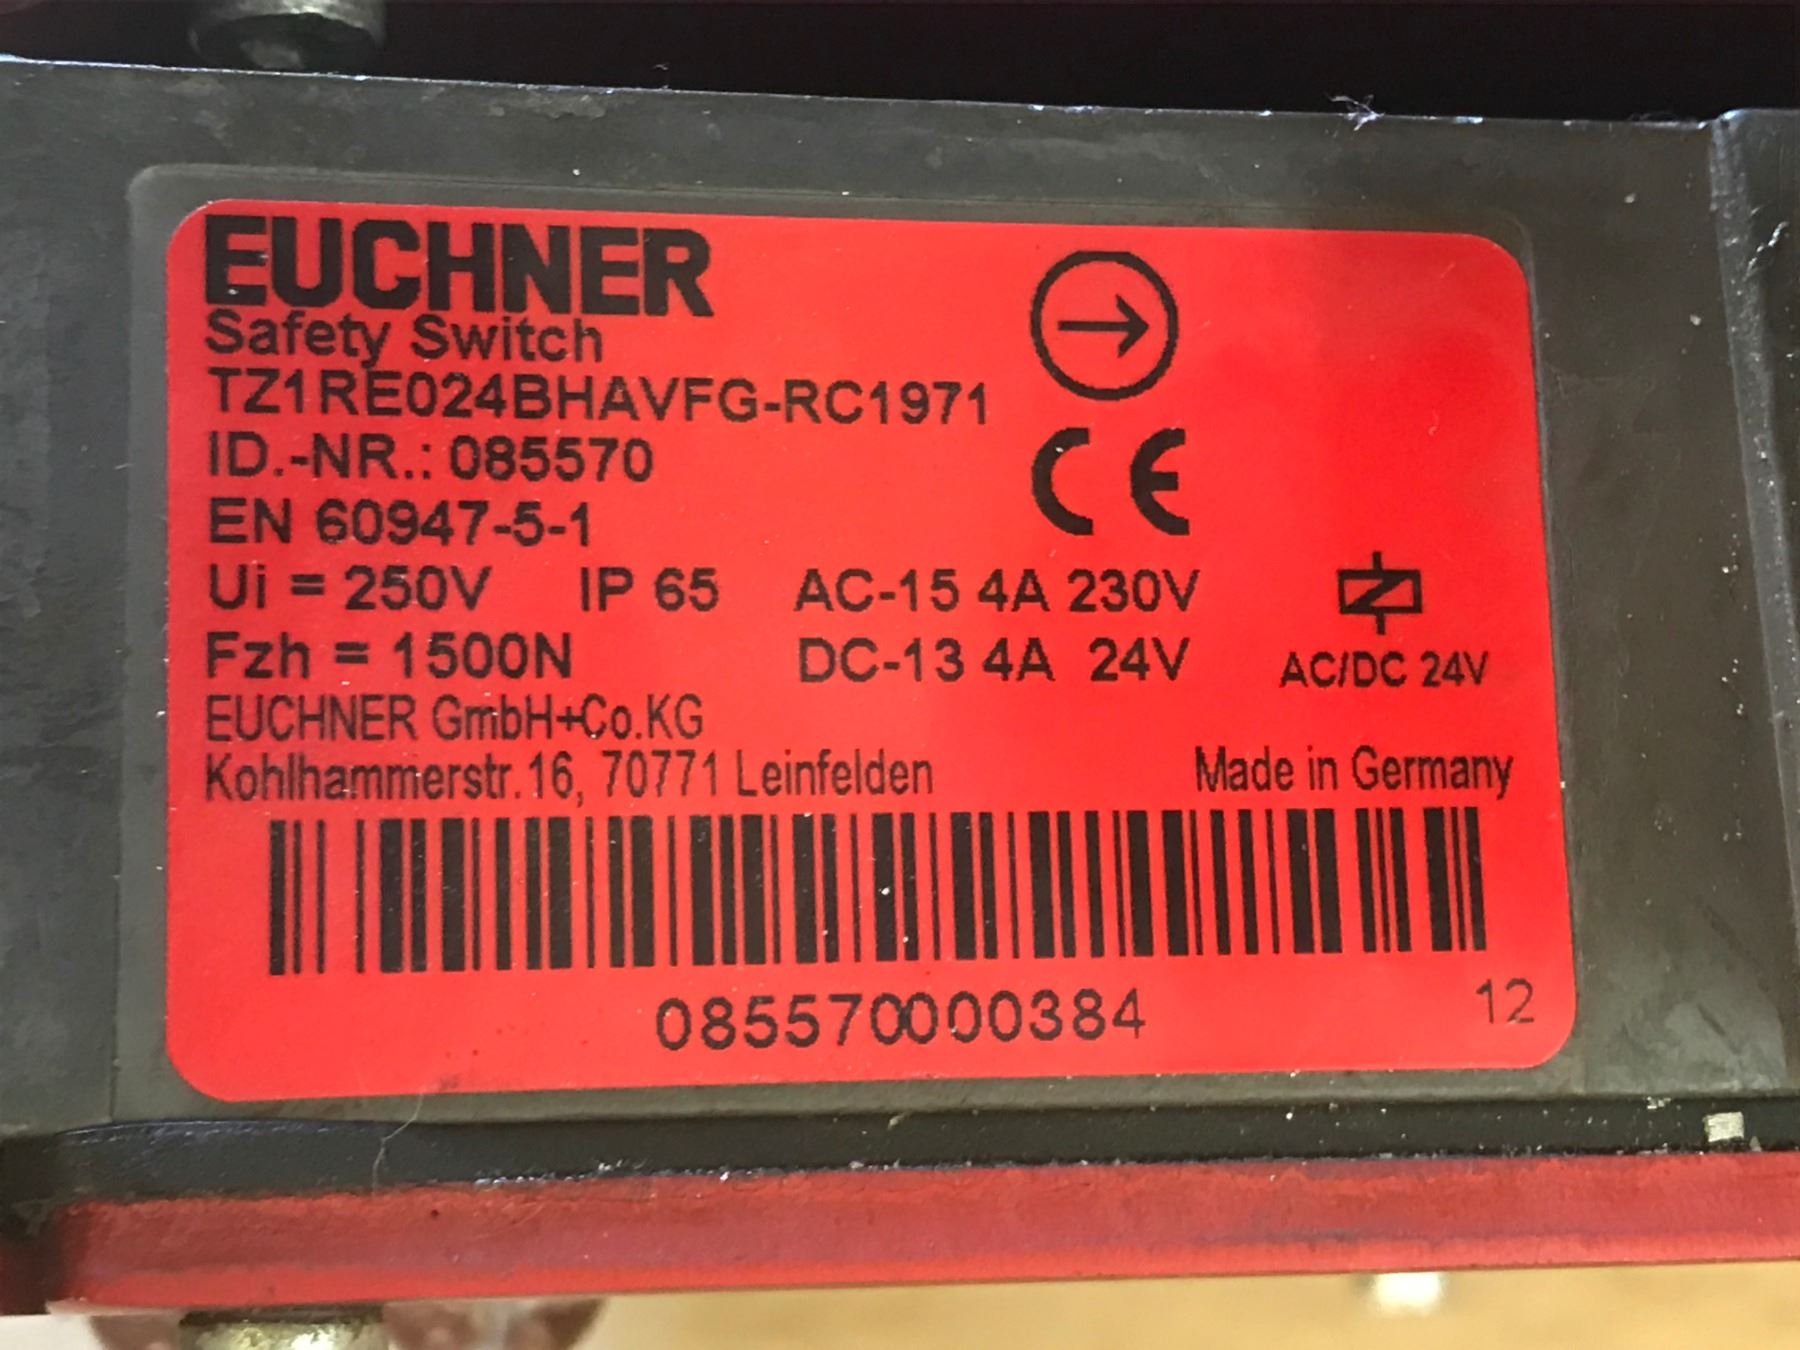 EUCHNER
Safety Switch
TZ1RE024BHAVFG-RC1971
ID.-NR.: 085570
EN 60947-5-1
CE
Ui = 250V IP 65 AC-15 4A 230V
Fzh = 1500N DC-13 4A 24V AC/DC 24V
EUCHNER GmbH+Co.KG
Kohlhammerstr.16, 70771 Leinfelden Made in Germany
085570000384 12